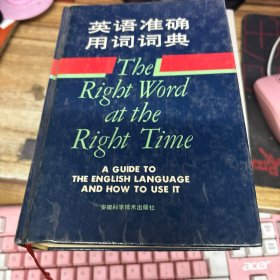 英语准确
用词词典
The
Right Word
at the
Right Time
A GUIDE TO
THE ENGLISH LANGUAGE
AND HOW TO USE IT
安徽科学技术出版社